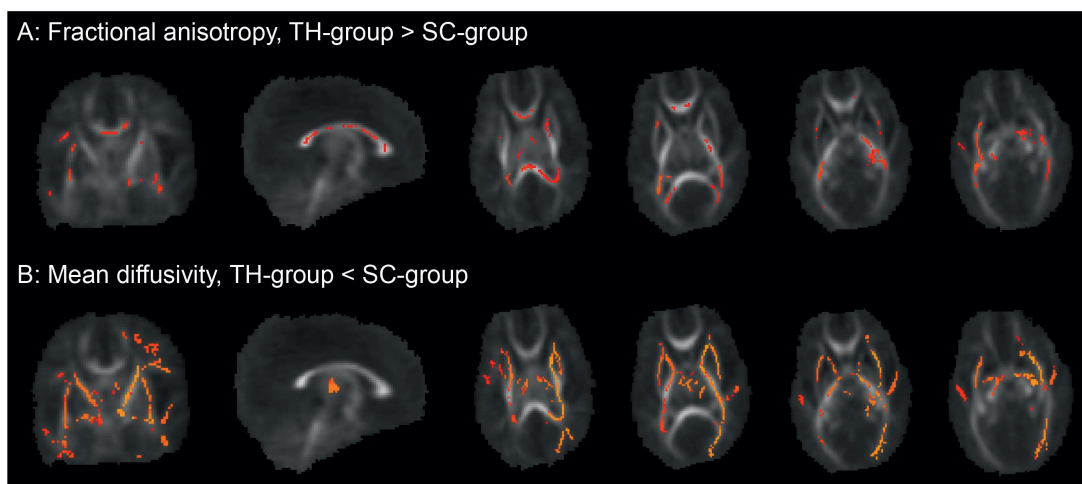 A: Fractional anisotropy, TH-group > SC-group
B: Mean diffusivity, TH-group < SC-group